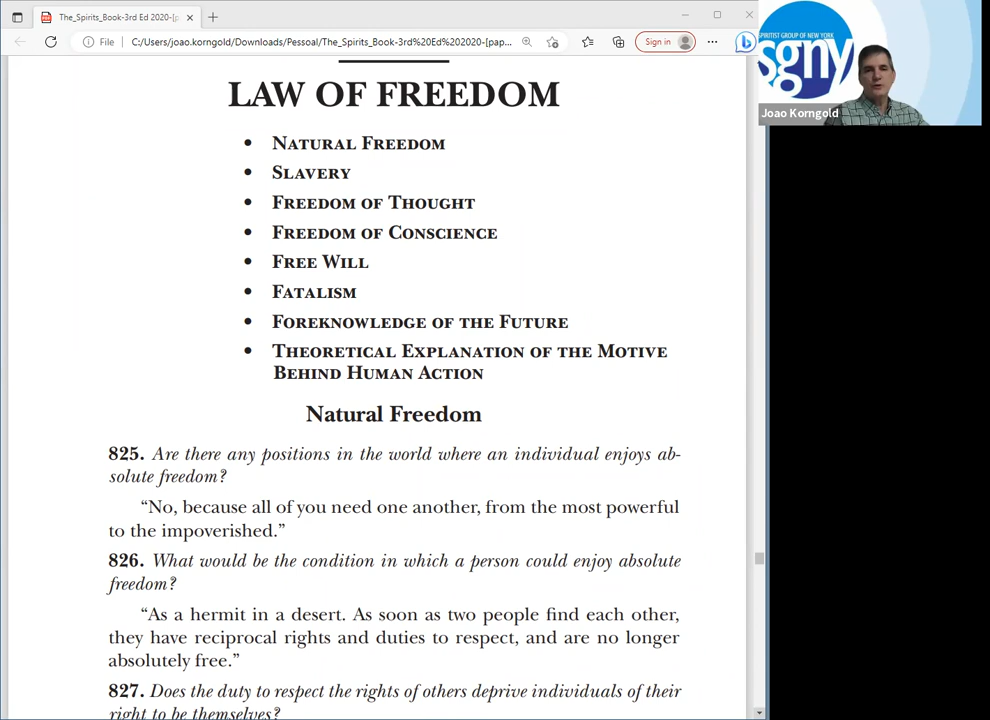 The_Spirits_Book-3rd Ed 2020-[p
File
C:/Users/joao.korngold/Downloads/Pessoal/The_Spirits_Book-3rd%20Ed%202020-[pap...
Sign in
SPIRITIST GROUP OF NEW YORK
sgny
Joao Korngold
LAW OF FREEDOM
• NATURAL FREEDOM
• SLAVERY
• FREEDOM OF THOUGHT
• FREEDOM OF CONSCIENCE
• FREE WILL
• FATALISM
• FOREKNOWLEDGE OF THE FUTURE
• THEORETICAL EXPLANATION OF THE MOTIVE
BEHIND HUMAN ACTION
Natural Freedom
825. Are there any positions in the world where an individual enjoys ab-
solute freedom?
“No, because all of you need one another, from the most powerful
to the impoverished.”
826. What would be the condition in which a person could enjoy absolute
freedom?
“As a hermit in a desert. As soon as two people find each other,
they have reciprocal rights and duties to respect, and are no longer
absolutely free.”
827. Does the duty to respect the rights of others deprive individuals of their
right to be themselves?